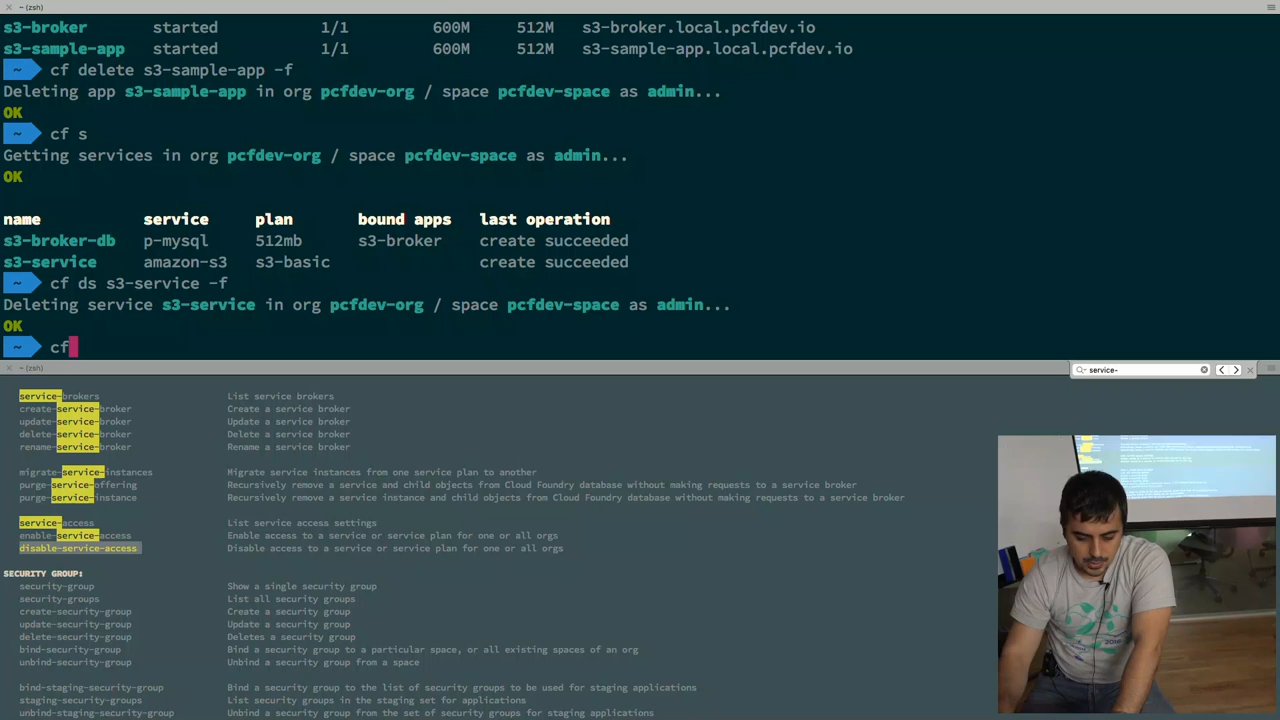 ~ (zsh)
s3-broker started 1/1 600M 512M s3-broker.local.pcfdev.io
s3-sample-app started 1/1 600M 512M s3-sample-app.local.pcfdev.io
~ cf delete s3-sample-app -f
Deleting app s3-sample-app in org pcfdev-org / space pcfdev-space as admin...
OK
~ cf s
Getting services in org pcfdev-org / space pcfdev-space as admin...
OK
name service plan bound apps last operation
s3-broker-db p-mysql 512mb s3-broker create succeeded
s3-service amazon-s3 s3-basic create succeeded
~ cf ds s3-service -f
Deleting service s3-service in org pcfdev-org / space pcfdev-space as admin...
OK
~ cf
~ (zsh)
service-
service-brokers List service brokers
create-service-broker Create a service broker
update-service-broker Update a service broker
delete-service-broker Delete a service broker
rename-service-broker Rename a service broker
migrate-service-instances Migrate service instances from one service plan to another
purge-service-offering Recursively remove a service and child objects from Cloud Foundry database without making requests to a service broker
purge-service-instance Recursively remove a service instance and child objects from Cloud Foundry database without making requests to a service broker
service-access List service access settings
enable-service-access Enable access to a service or service plan for one or all orgs
disable-service-access Disable access to a service or service plan for one or all orgs
SECURITY GROUP:
security-group Show a single security group
security-groups List all security groups
create-security-group Create a security group
update-security-group Update a security group
delete-security-group Deletes a security group
bind-security-group Bind a security group to a particular space, or all existing spaces of an org
unbind-security-group Unbind a security group from a space
bind-staging-security-group Bind a security group to the list of security groups to be used for staging applications
staging-security-groups List security groups in the staging set for applications
unbind-staging-security-group Unbind a security group from the set of security groups for staging applications